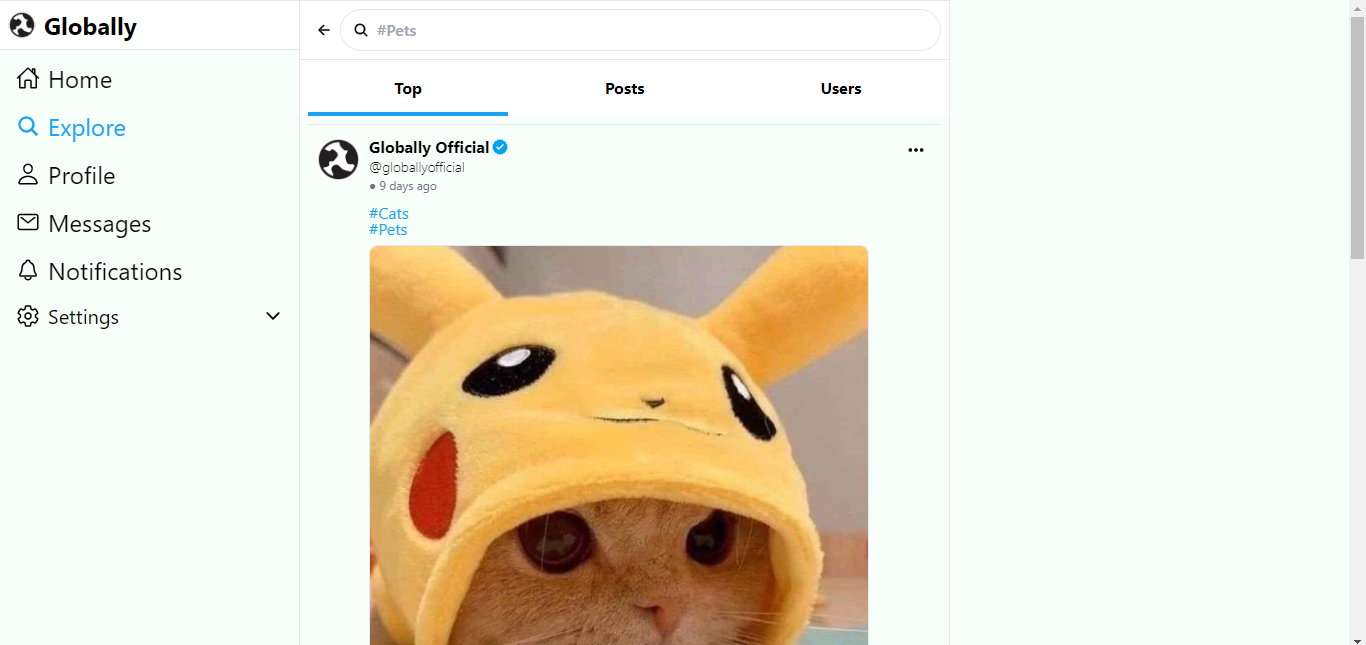 Globally
Home
Explore
Profile
Messages
Notifications
Settings
#Pets
Top
Posts
Users
Globally Official
@globallyofficial
• 9 days ago
#Cats
#Pets